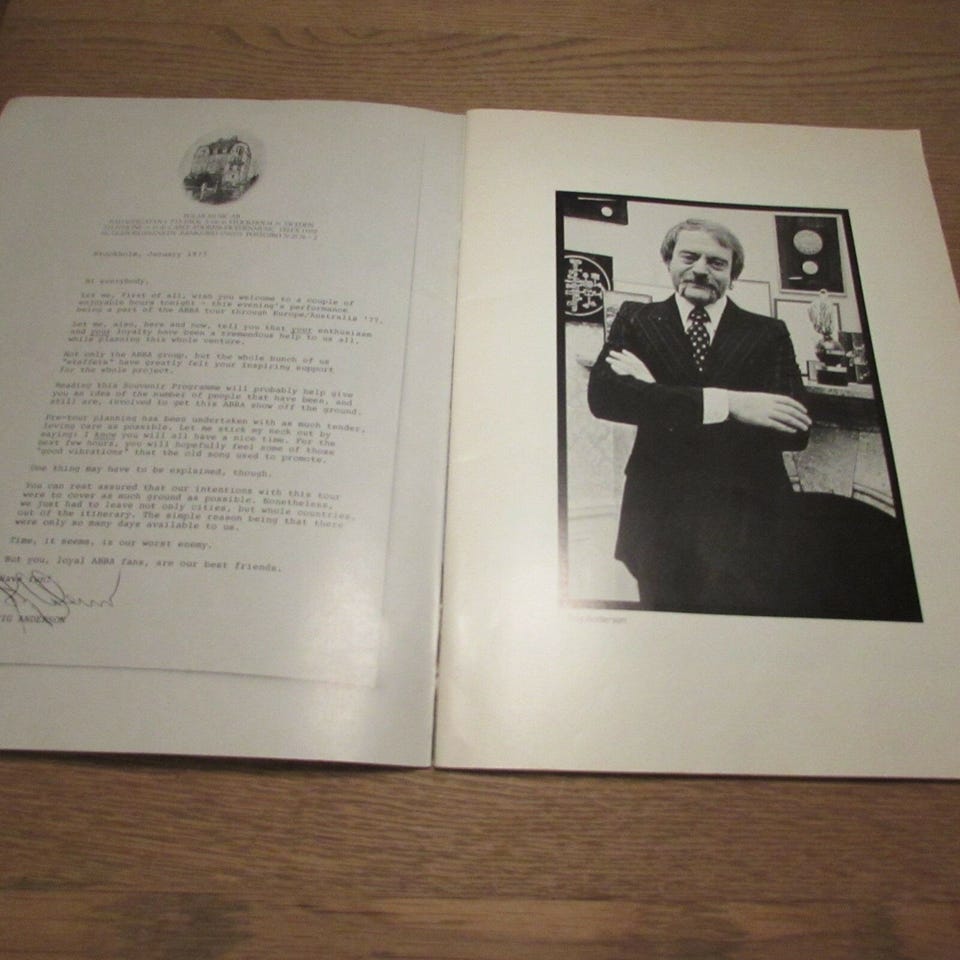 POLAR MUSIC AB
Stockholm, January 1977
Hi everybody,
Let me, first of all, wish you welcome to a couple of
enjoyable hours tonight - this evening's performance
being a part of the ABBA tour through Europe/Australia '77.
Let me, also, here and now, tell you that your enthusiasm
and your loyalty have been a tremendous help to us all,
while planning this whole venture.
Not only the ABBA group, but the whole bunch of us
"staffers" have greatly felt your inspiring support
for the whole project.
Reading this Souvenir Programme will probably help give
you an idea of the number of people that have been, and
still are, involved to get this ABBA show off the ground.
Pre-tour planning has been undertaken with as much tender,
loving care as possible. Let me stick my neck out by
saying: I know you will all have a nice time. For the
next few hours, you will hopefully feel some of those
"good vibrations" that the old song used to promote.
One thing may have to be explained, though.
You can rest assured that our intentions with this tour
were to cover as much ground as possible. Nonetheless,
we just had to leave not only cities, but whole countries,
out of the itinerary. The simple reason being that there
were only so many days available to us.
Time, it seems, is our worst enemy.
But you, loyal ABBA fans, are our best friends.
Have fun!
TIG ANDERSON
Anderson